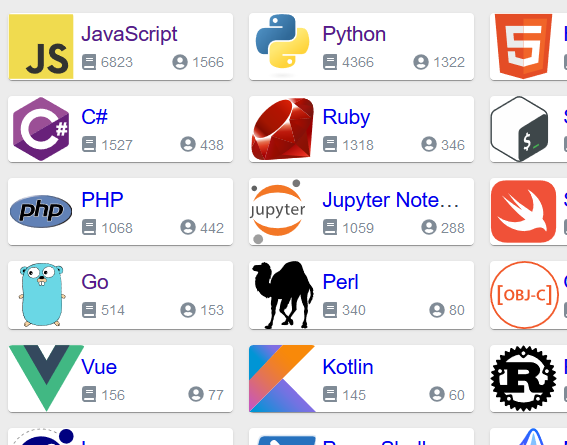 JS
JavaScript
6823 1566
Python
4366 1322
5
C#
C#
1527 438
Ruby
1318 346
$_
php
PHP
1068 442
jupyter
Jupyter Note…
1059 288
Go
514 153
Perl
340 80
[OBJ-C]
Vue
156 77
Kotlin
145 60
R